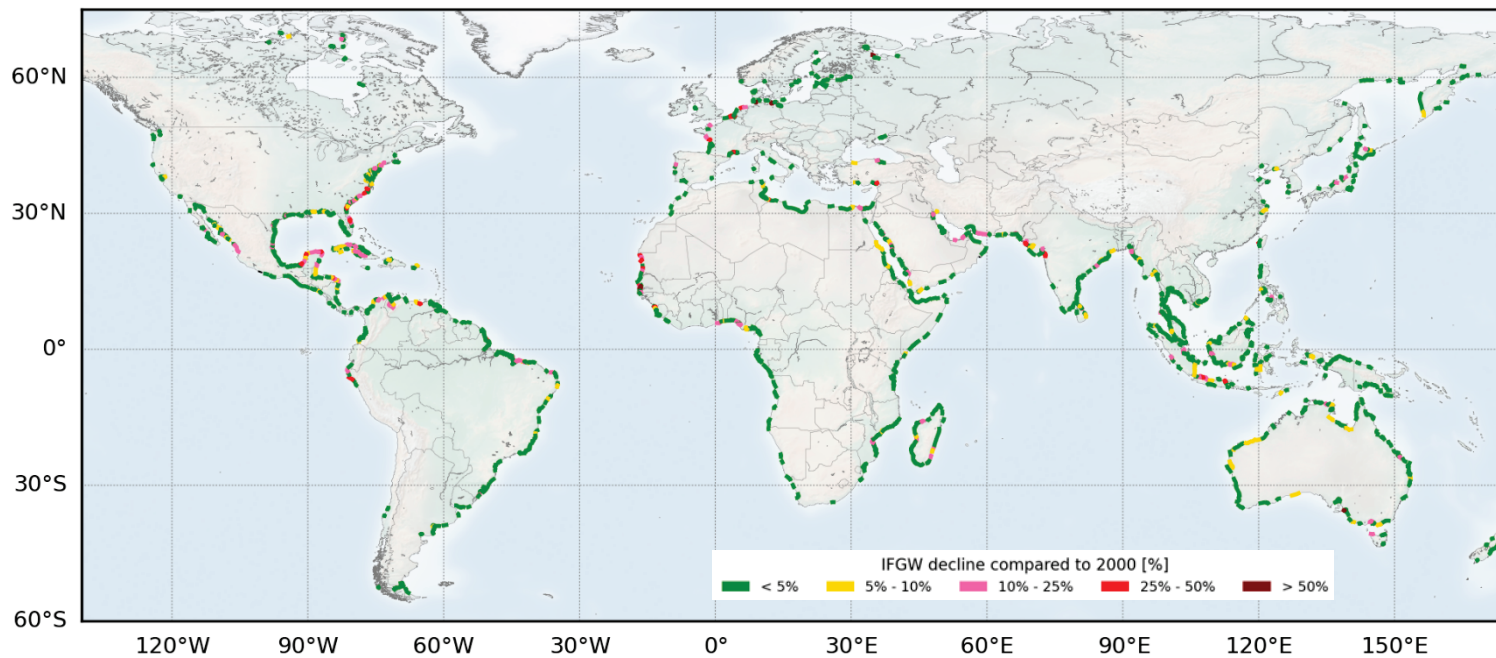 60°N
30°N
0°
30°S
60°S
IFGW decline compared to 2000 [%]
< 5% 5% - 10% 10% - 25% 25% - 50% > 50%
120°W 90°W 60°W 30°W 0° 30°E 60°E 90°E 120°E 150°E